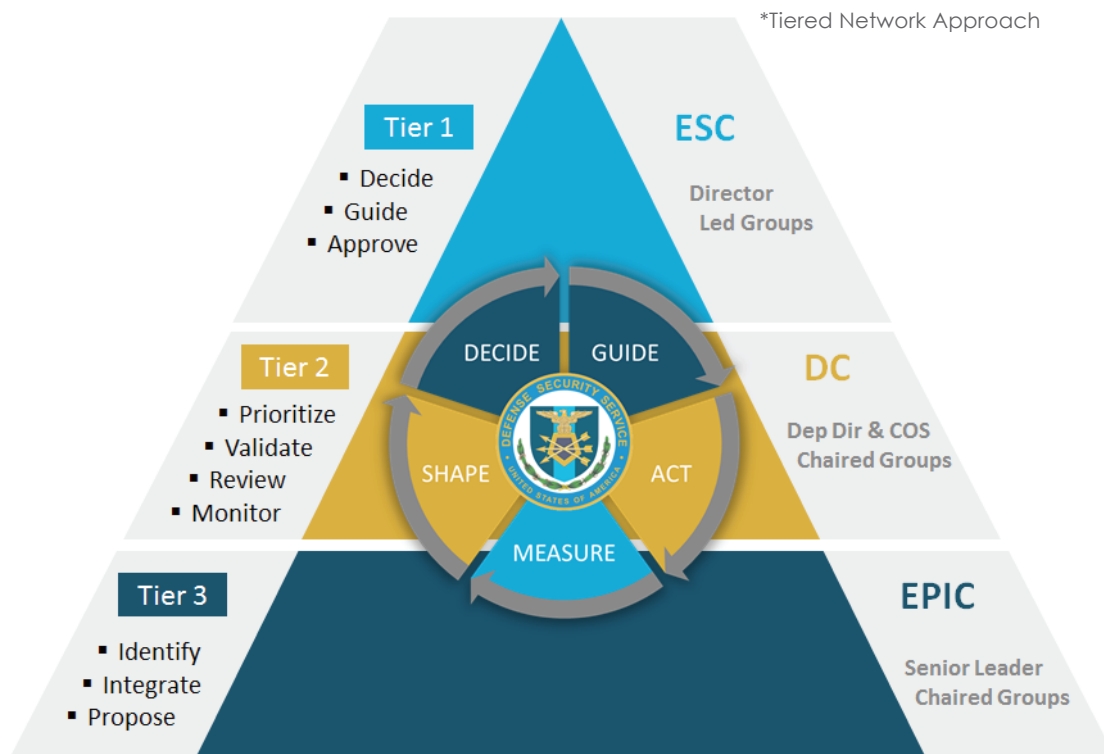 *Tiered Network Approach
Tier 1
▪ Decide
▪ Guide
▪ Approve
ESC
Director
Led Groups
DECIDE
GUIDE
Tier 2
▪ Prioritize
▪ Validate
▪ Review
▪ Monitor
SHAPE
DEFENSE SECURITY SERVICE
UNITED STATES OF AMERICA
ACT
DC
Dep Dir & COS
Chaired Groups
MEASURE
Tier 3
▪ Identify
▪ Integrate
▪ Propose
EPIC
Senior Leader
Chaired Groups